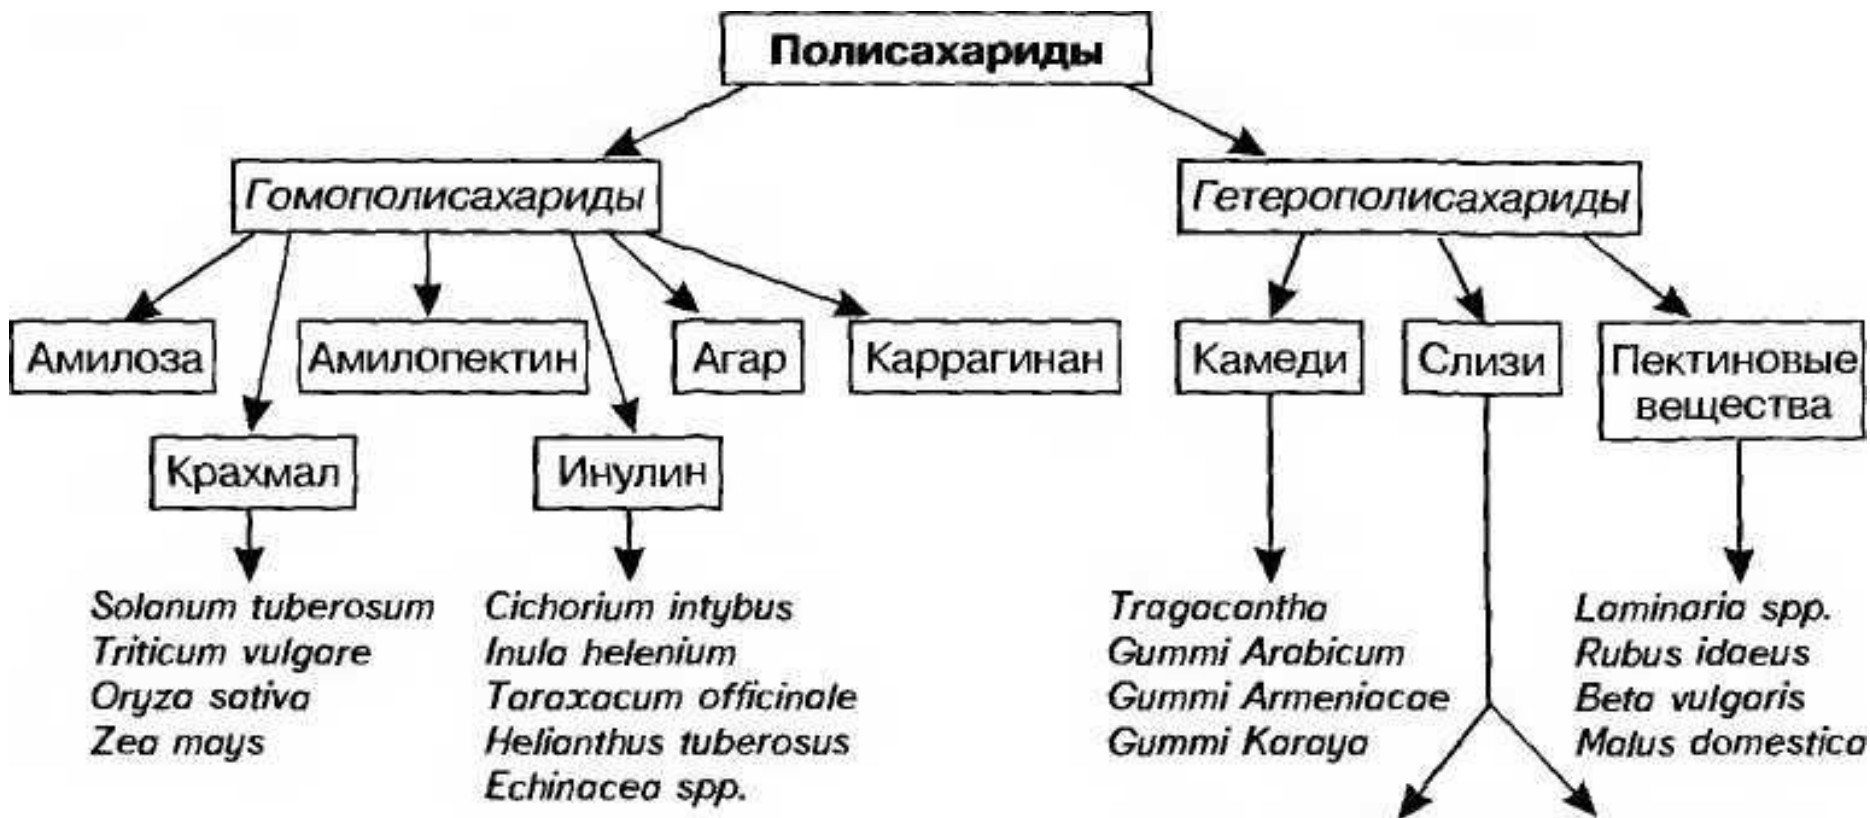 Полисахариды
Гомополисахариды
Гетерополисахариды
Амилоза
Амилопектин
Агар
Каррагинан
Камеди
Слизи
Пектиновые
вещества
Крахмал
Инулин
Solanum tuberosum
Triticum vulgare
Oryza sativa
Zea mays
Cichorium intybus
Inula helenium
Taraxacum officinale
Helianthus tuberosus
Echinacea spp.
Tragacantha
Gummi Arabicum
Gummi Armeniacae
Gummi Karaya
Laminaria spp.
Rubus idaeus
Beta vulgaris
Malus domestica